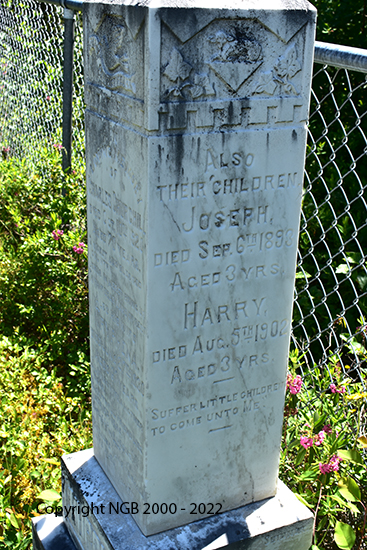 Also
THEIR CHILDREN.
JOSEPH,
DIED SEP. 6TH 1898
AGED 3 YRS.
HARRY,
DIED AUG. 5TH 1902
AGED 3 YRS.
SUFFER LITTLE CHILDREN
TO COME UNTO ME.
Copyright NGB 2000 - 2022